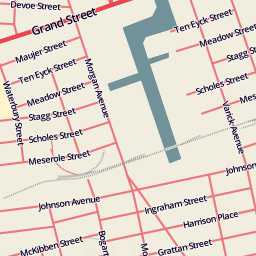 Devoe Street
Grand Street
Ten Eyck Street
Maujer Street
Meadow Street
Stagg Street
Ten Eyck Street
Waterbury Street
Morgan Avenue
Meadow Street
Scholes Street
Stagg Street
Varick Avenue
Scholes Street
Meserole Street
Johnson
Johnson Avenue
Ingraham Street
Harrison Place
McKibben Street
Grattan Street